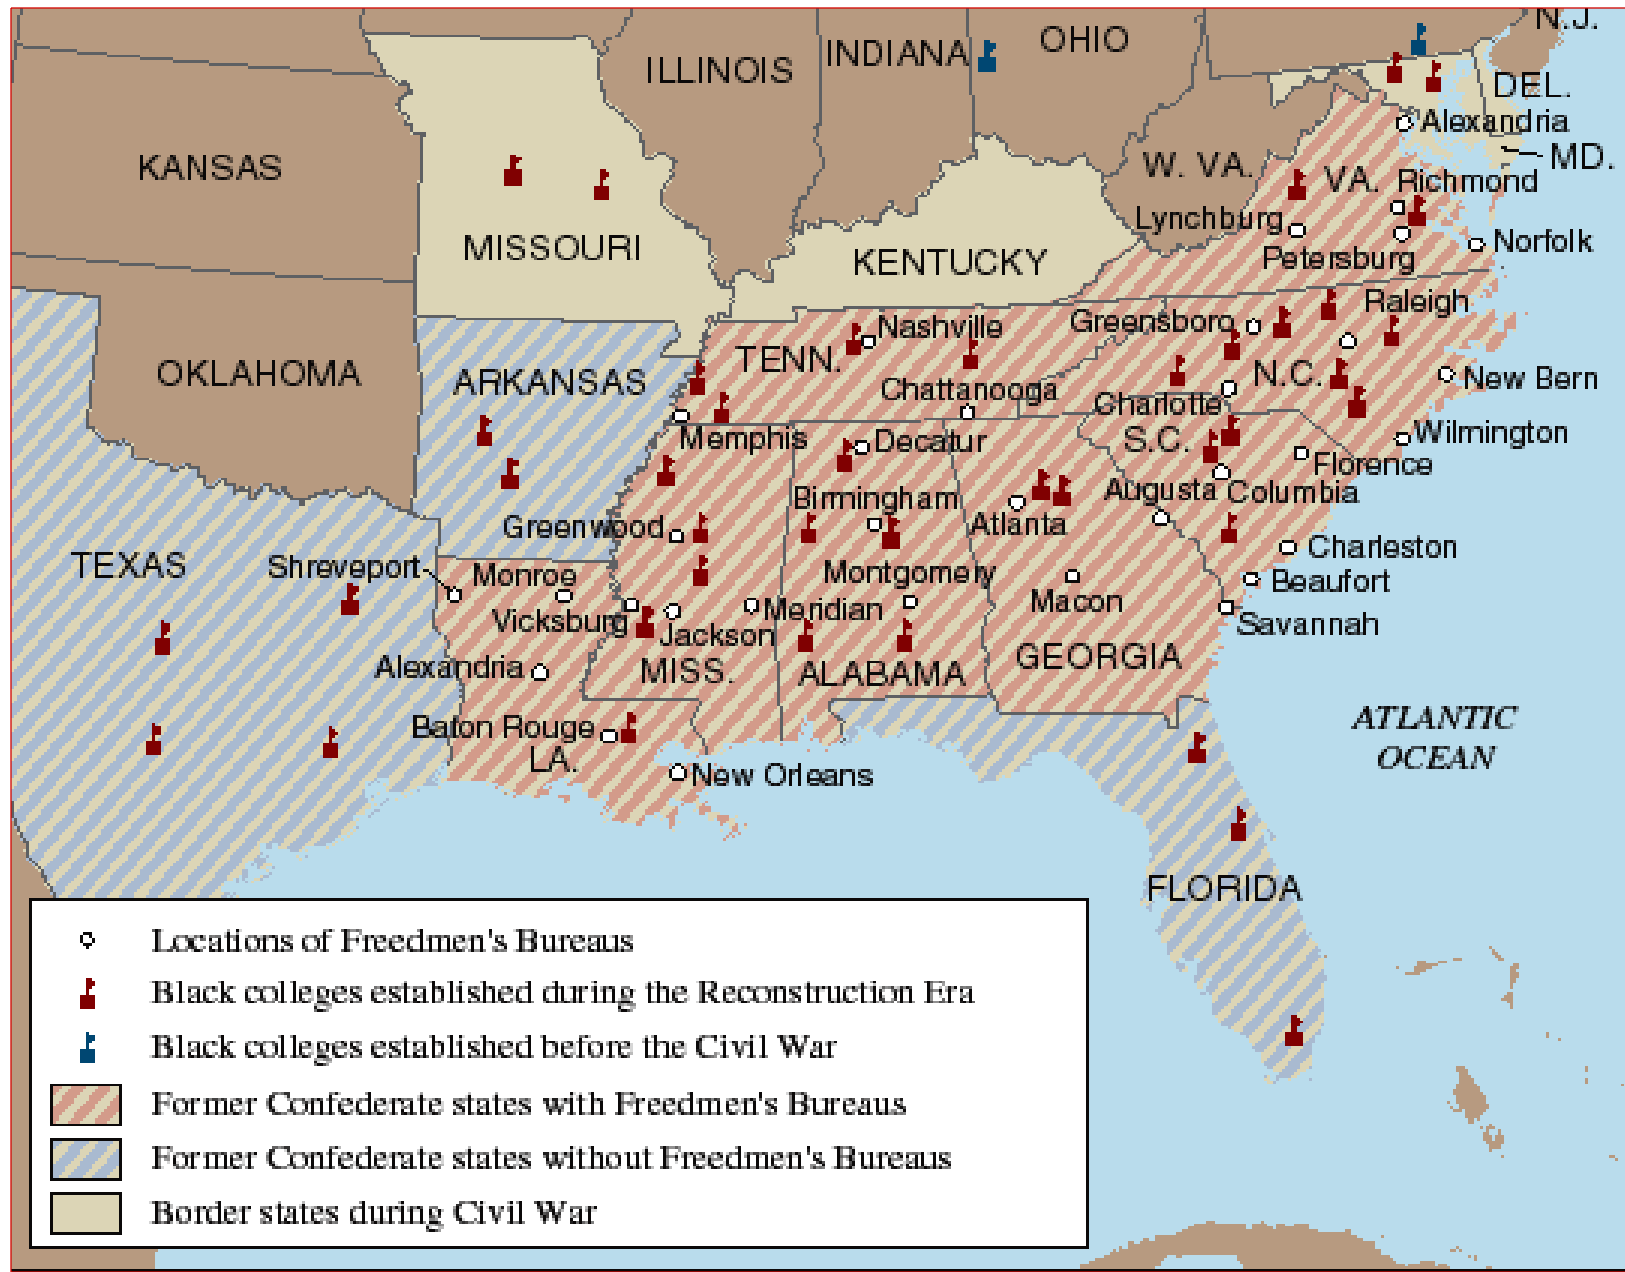 N.J.
OHIO
INDIANA
ILLINOIS
DEL.
Alexandria
MD.
KANSAS
W. VA.
VA.
Richmond
Lynchburg
Norfolk
MISSOURI
KENTUCKY
Petersburg
Raleigh
Greensboro
Nashville
TENN.
OKLAHOMA
ARKANSAS
N.C.
New Bern
Chattanooga
Charlotte
Memphis
Decatur
S.C.
Wilmington
Florence
Birmingham
Augusta
Columbia
Greenwood
Atlanta
TEXAS
Shreveport
Monroe
Montgomery
Charleston
Beaufort
Macon
Vicksburg
Meridian
Jackson
Savannah
Alexandria
MISS.
ALABAMA
GEORGIA
Baton Rouge
LA.
New Orleans
ATLANTIC
OCEAN
FLORIDA
Locations of Freedmen's Bureaus
Black colleges established during the Reconstruction Era
Black colleges established before the Civil War
Former Confederate states with Freedmen's Bureaus
Former Confederate states without Freedmen's Bureaus
Border states during Civil War